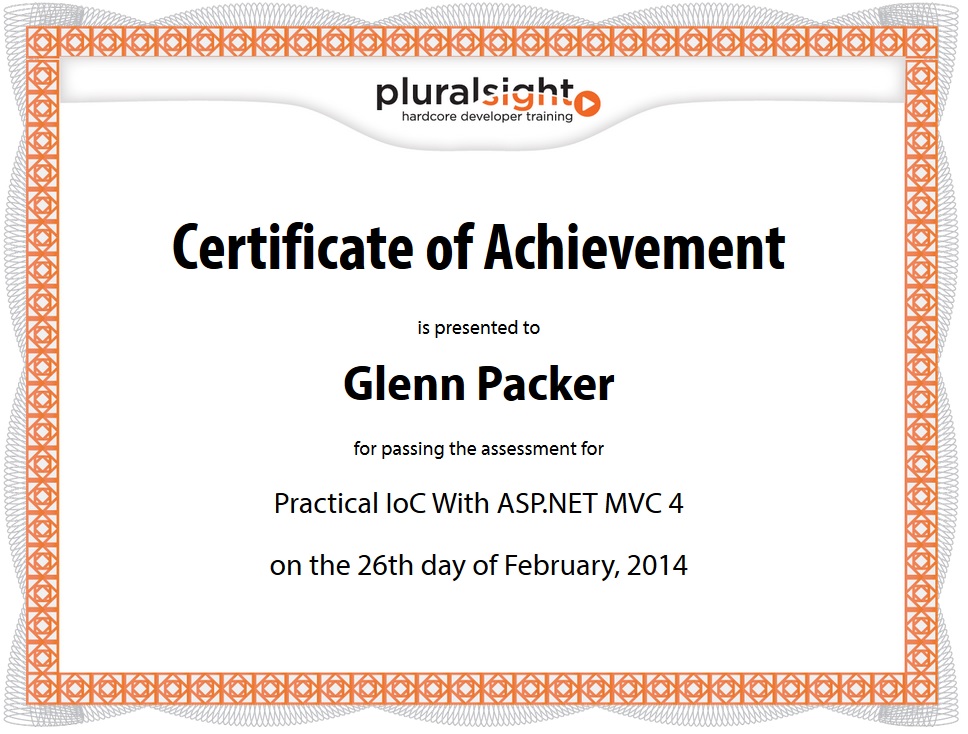 pluralsight
hardcore developer training
Certificate of Achievement
is presented to
Glenn Packer
for passing the assessment for
Practical IoC With ASP.NET MVC 4
on the 26th day of February, 2014